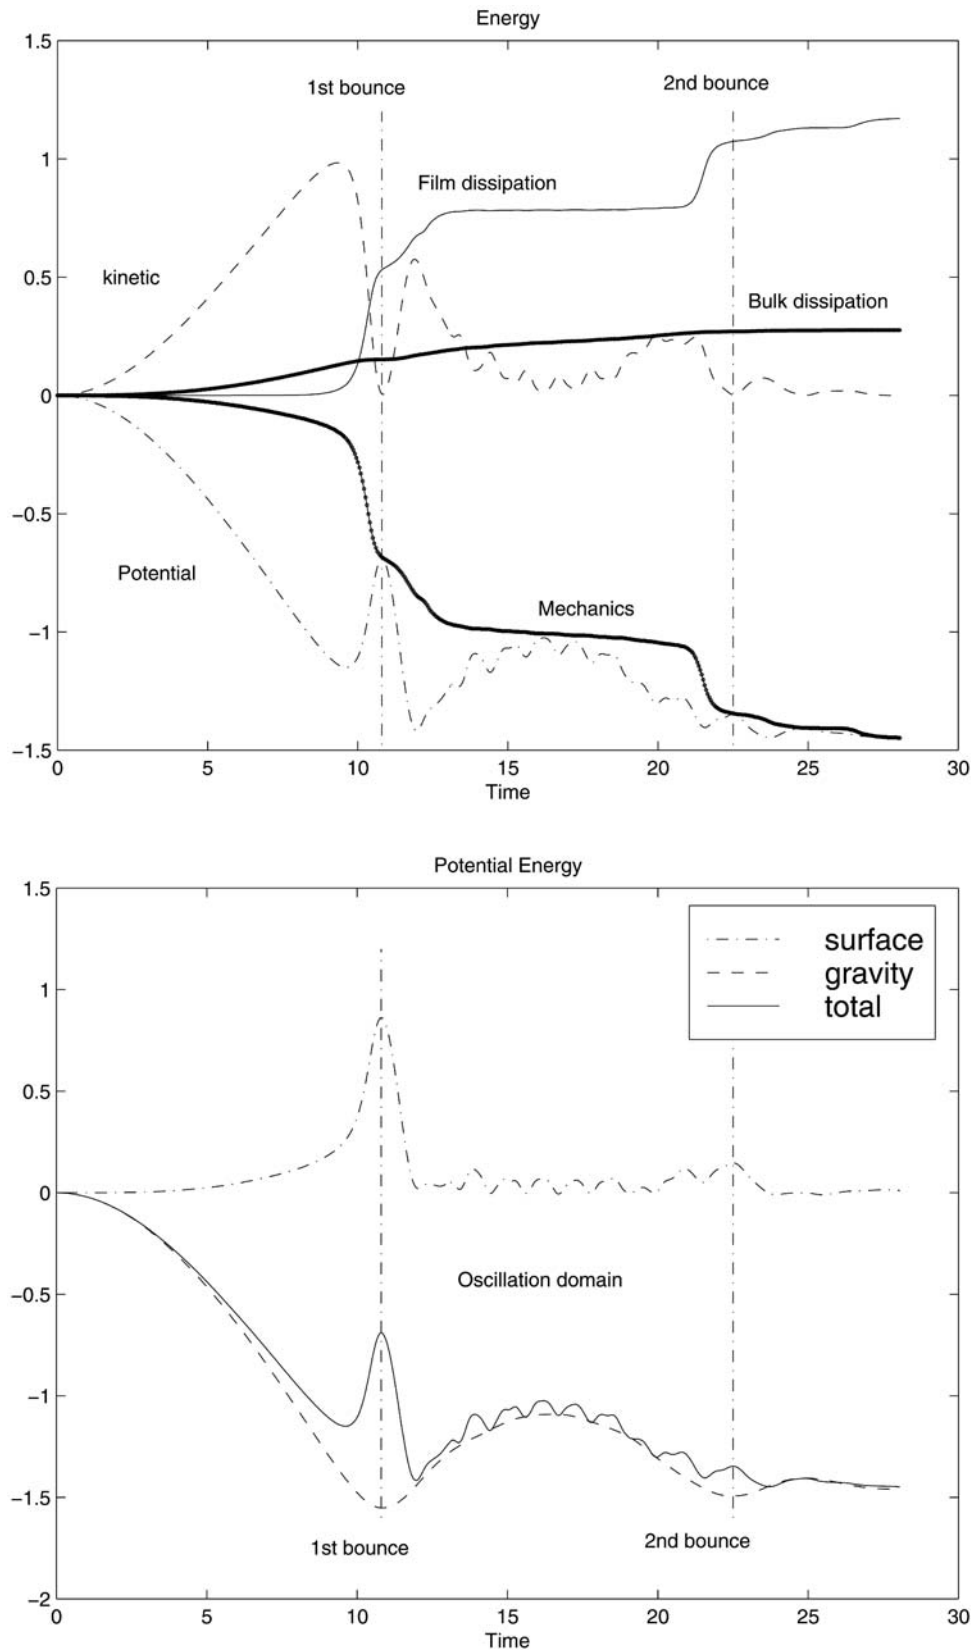 Energy
1.5
1st bounce
2nd bounce
1
Film dissipation
kinetic
0.5
Bulk dissipation
0
−0.5
Potential
Mechanics
−1
−1.5
0 5 10 15 20 25 30
Time
Potential Energy
1.5
surface
1
gravity
total
0.5
0
Oscillation domain
−0.5
−1
−1.5
1st bounce
2nd bounce
−2
0 5 10 15 20 25 30
Time